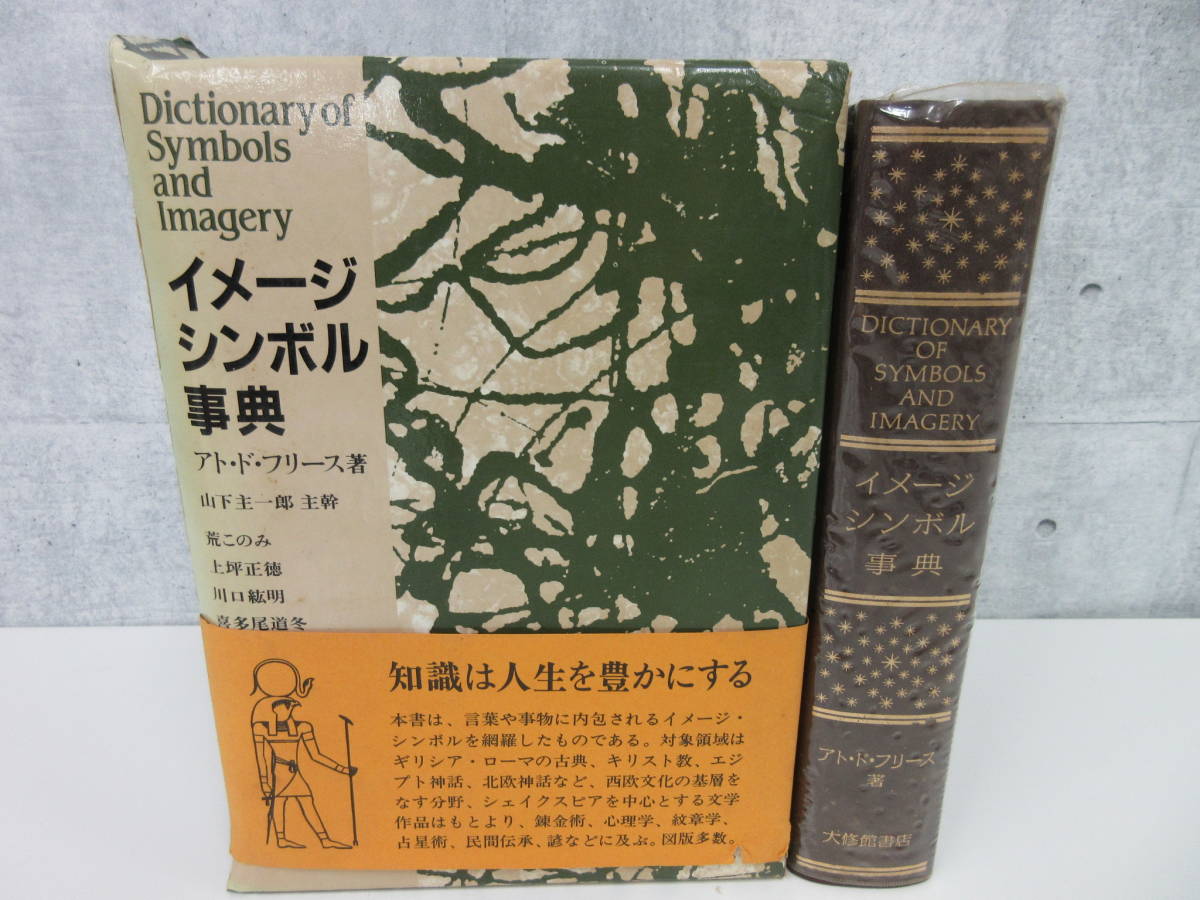 Dictionary of
Symbols
and
Imagery
イメージ
シンボル
事典
アト・ド・フリース著
山下主一郎 主幹
荒このみ
上坪正徳
川口紘明
喜多尾道冬
知識は人生を豊かにする
本書は、言葉や事物に内包されるイメージ・
シンボルを網羅したものである。対象領域は
ギリシア・ローマの古典、キリスト教、エジ
プト神話、北欧神話など、西欧文化の基層を
なす分野、シェイクスピアを中心とする文学
作品はもとより、錬金術、心理学、紋章学、
占星術、民間伝承、諺などに及ぶ。図版多数。
DICTIONARY
OF
SYMBOLS
AND
IMAGERY
イメージ
シンボル
事典
アト・ド・フリース
著
大修館書店